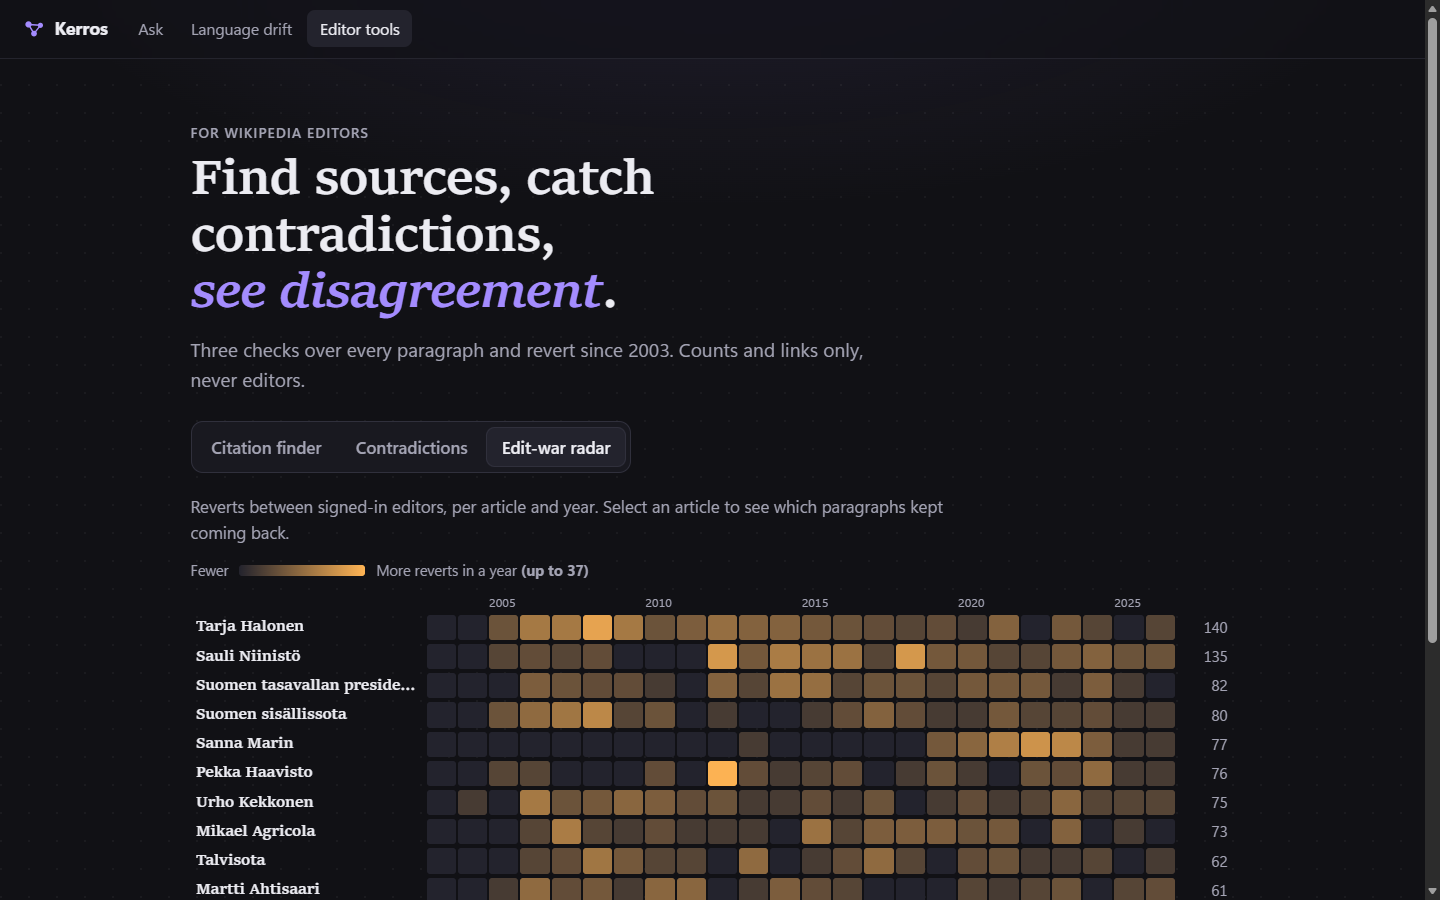 Kerros Ask Language drift Editor tools
FOR WIKIPEDIA EDITORS
Find sources, catch
contradictions,
see disagreement.
Three checks over every paragraph and revert since 2003. Counts and links only,
never editors.
Citation finder Contradictions Edit-war radar
Reverts between signed-in editors, per article and year. Select an article to see which paragraphs kept
coming back.
Fewer More reverts in a year (up to 37)
2005 2010 2015 2020 2025
Tarja Halonen 140
Sauli Niinistö 135
Suomen tasavallan preside... 82
Suomen sisällissota 80
Sanna Marin 77
Pekka Haavisto 76
Urho Kekkonen 75
Mikael Agricola 73
Talvisota 62
Martti Ahtisaari 61